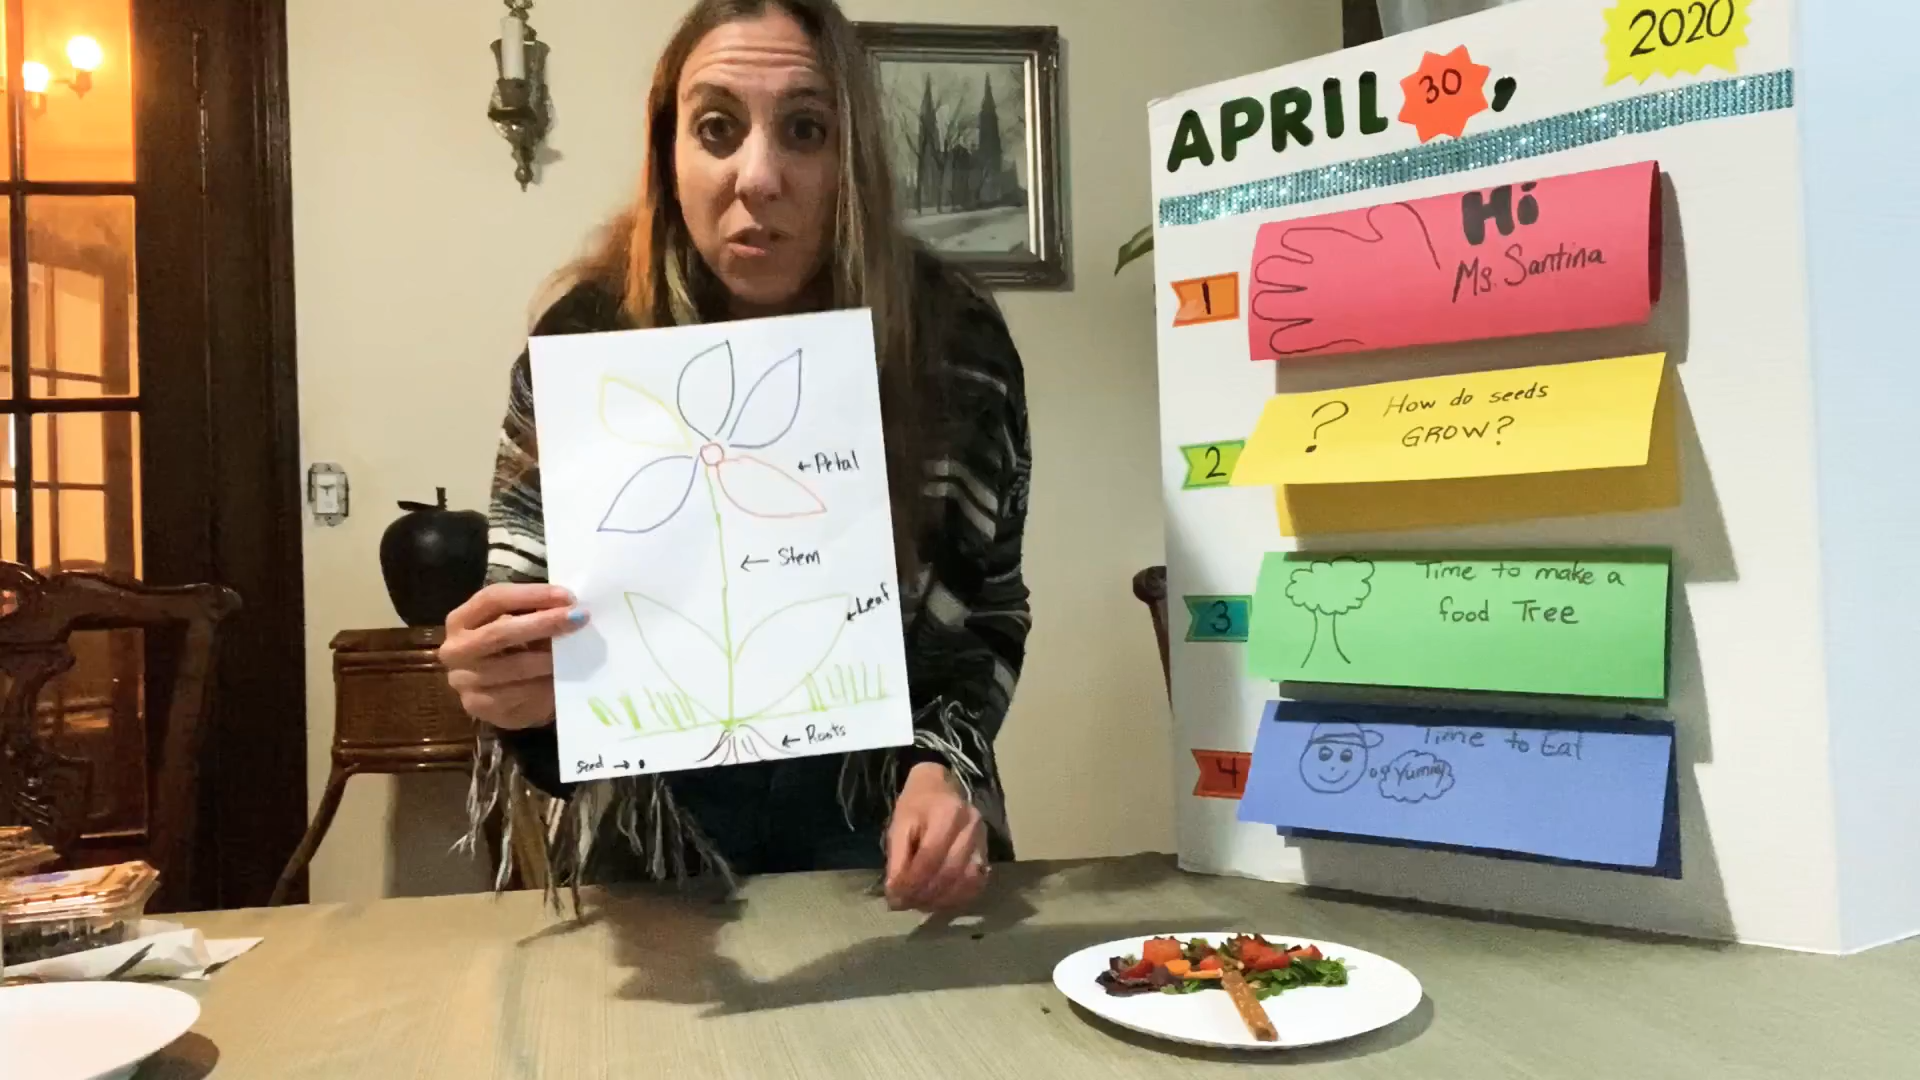 APRIL 30, 2020
1
Hi
Ms. Santina
2
? How do seeds
GROW?
3
Time to make a
food Tree
4
Time to Eat
Yummy
← Petal
← Stem
← Leaf
← Roots
Seed →